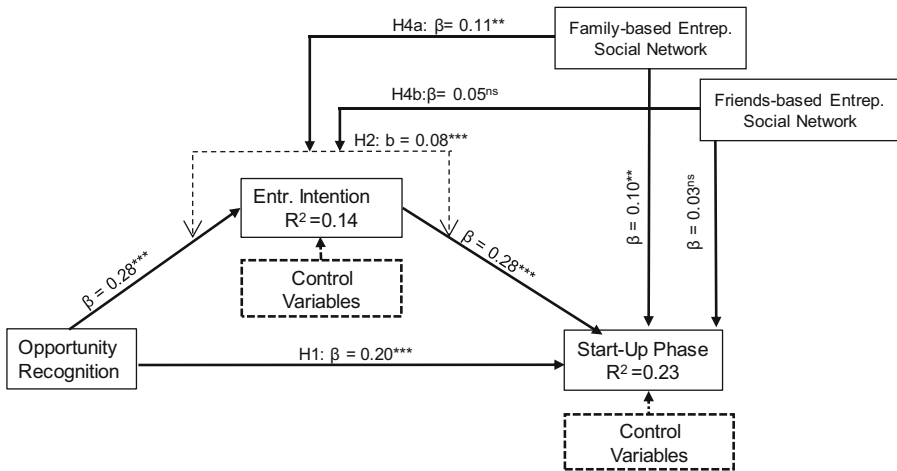 H4a: β= 0.11**
Family-based Entrep.
Social Network
H4b:β= 0.05ns
Friends-based Entrep.
Social Network
H2: b = 0.08***
Entr. Intention
R² =0.14
β = 0.10**
β = 0.03ns
β = 0.28***
β = 0.28***
Control
Variables
Opportunity
Recognition
H1: β = 0.20***
Start-Up Phase
R² =0.23
Control
Variables